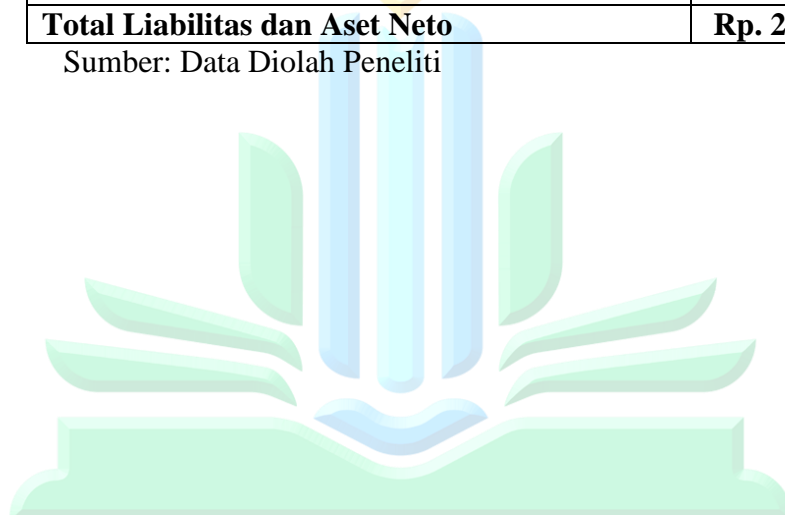 Total Liabilitas dan Aset Neto Rp. 2
Sumber: Data Diolah Peneliti